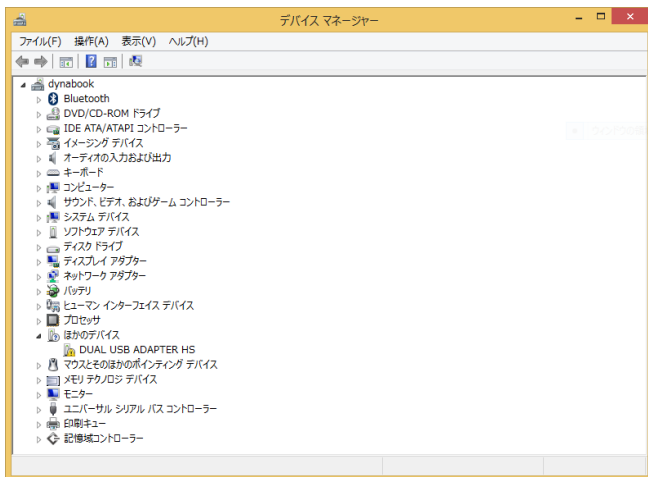 デバイス マネージャー
ファイル(F) 操作(A) 表示(V) ヘルプ(H)
dynabook
Bluetooth
DVD/CD-ROM ドライブ
IDE ATA/ATAPI コントローラー
イメージング デバイス
オーディオの入力および出力
キーボード
コンピューター
サウンド、ビデオ、およびゲーム コントローラー
システム デバイス
ソフトウェア デバイス
ディスク ドライブ
ディスプレイ アダプター
ネットワーク アダプター
バッテリ
ヒューマン インターフェイス デバイス
プロセッサ
ほかのデバイス
DUAL USB ADAPTER HS
マウスとそのほかのポインティング デバイス
メモリ テクノロジ デバイス
モニター
ユニバーサル シリアル バス コントローラー
印刷キュー
記憶域コントローラー